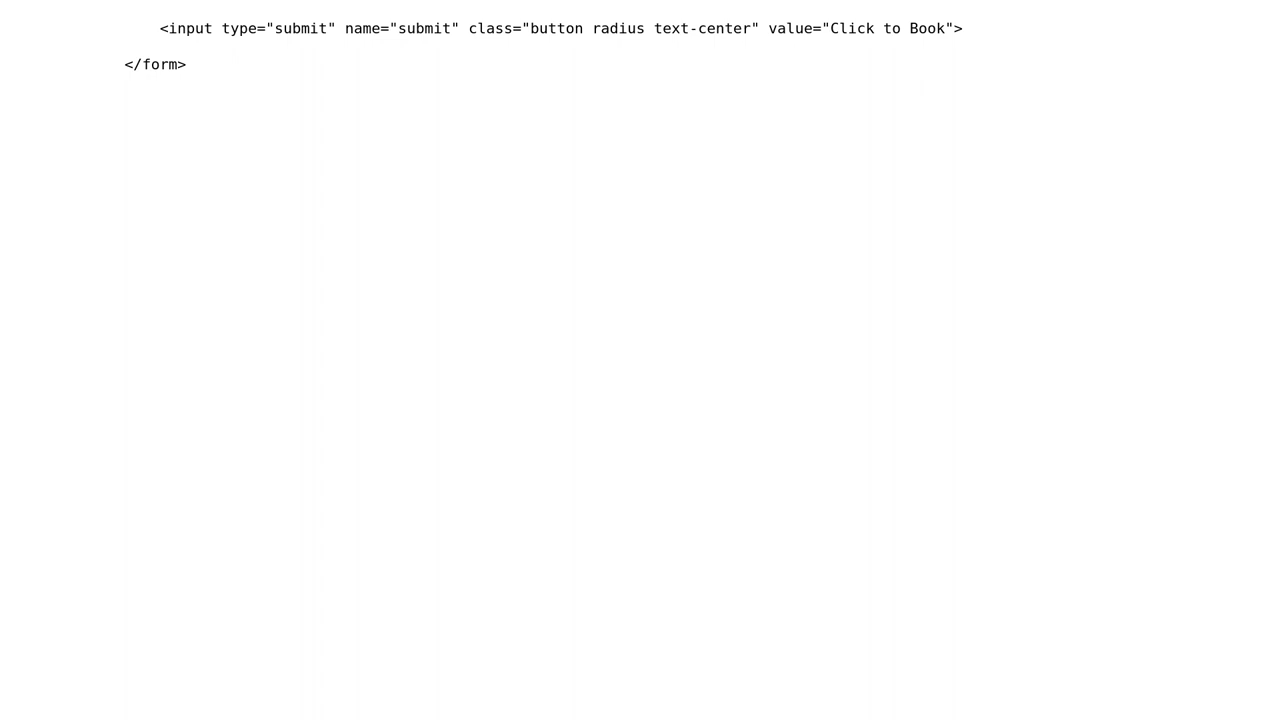 <input type="submit" name="submit" class="button radius text-center" value="Click to Book">
</form>